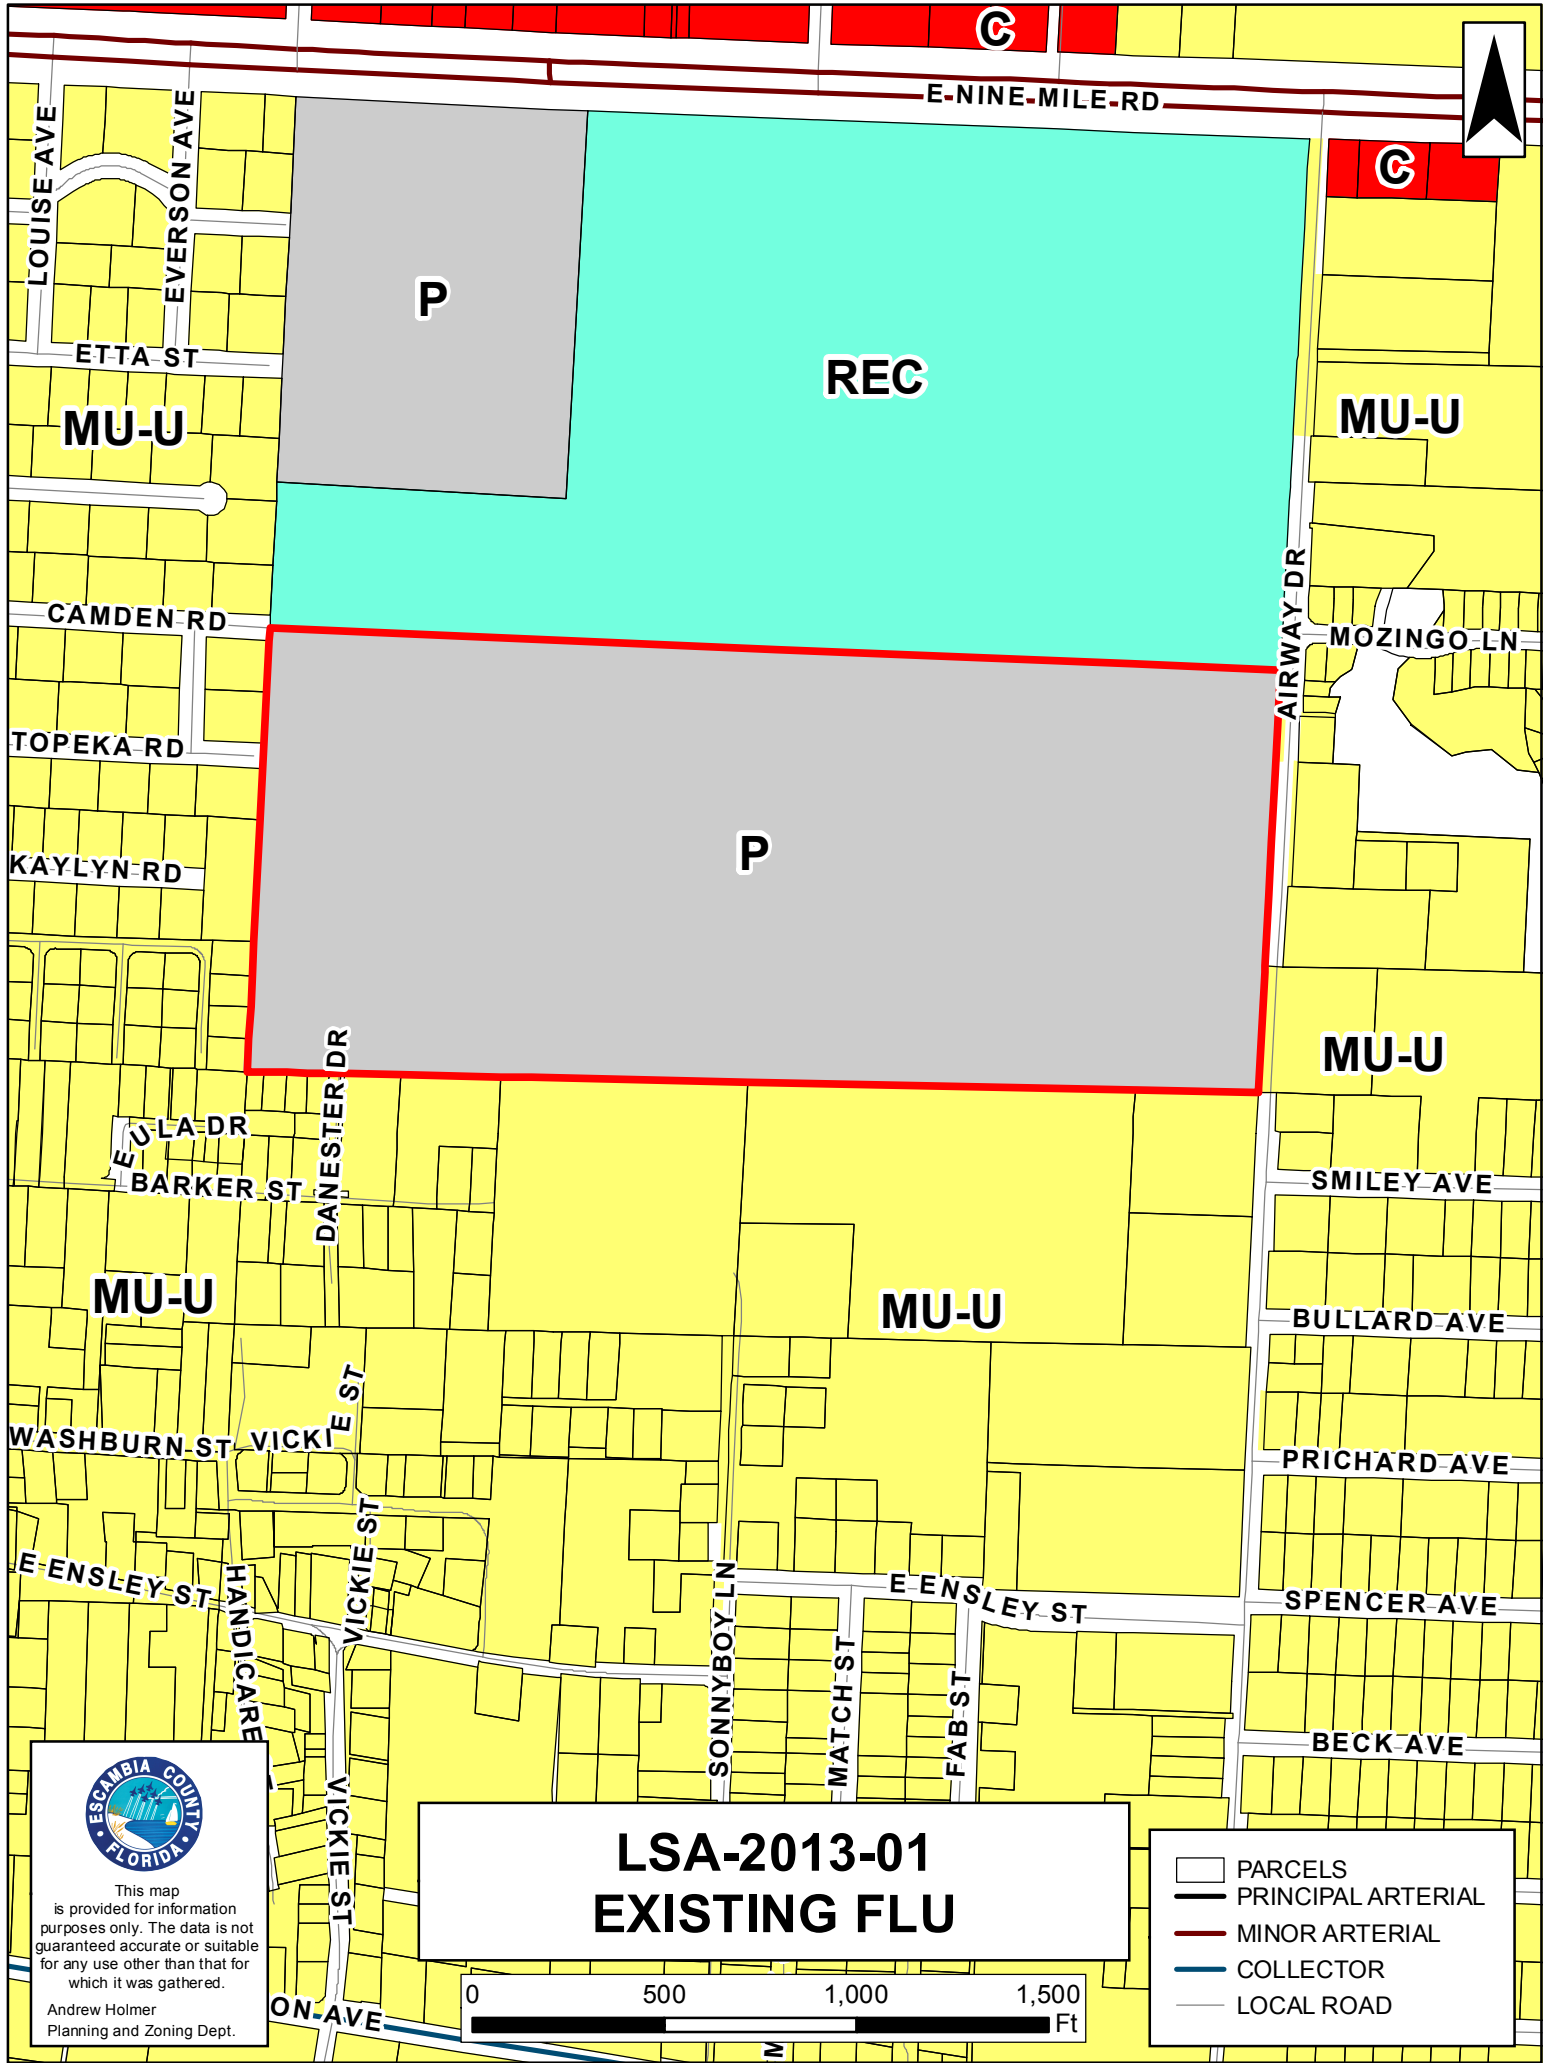 C
E NINE MILE RD
C
LOUISE AVE
EVERSON AVE
P
ETTA ST
REC
MU-U
MU-U
AIRWAY DR
CAMDEN RD
MOZINGO LN
TOPEKA RD
P
KAYLYN RD
DANESTER DR
MU-U
E ULA DR
BARKER ST
SMILEY AVE
MU-U
MU-U
BULLARD AVE
WASHBURN ST
VICKIE ST
PRICHARD AVE
E ENSLEY ST
HANDICARE
VICKIE ST
SONNYBOY LN
E ENSLEY ST
SPENCER AVE
MATCH ST
FAB ST
BECK AVE
VICKIE ST
ON AVE
M
ESCAMBIA COUNTY
FLORIDA
This map
is provided for information
purposes only. The data is not
guaranteed accurate or suitable
for any use other than that for
which it was gathered.
Andrew Holmer
Planning and Zoning Dept.
LSA-2013-01
EXISTING FLU
0 500 1,000 1,500
Ft
PARCELS
PRINCIPAL ARTERIAL
MINOR ARTERIAL
COLLECTOR
LOCAL ROAD